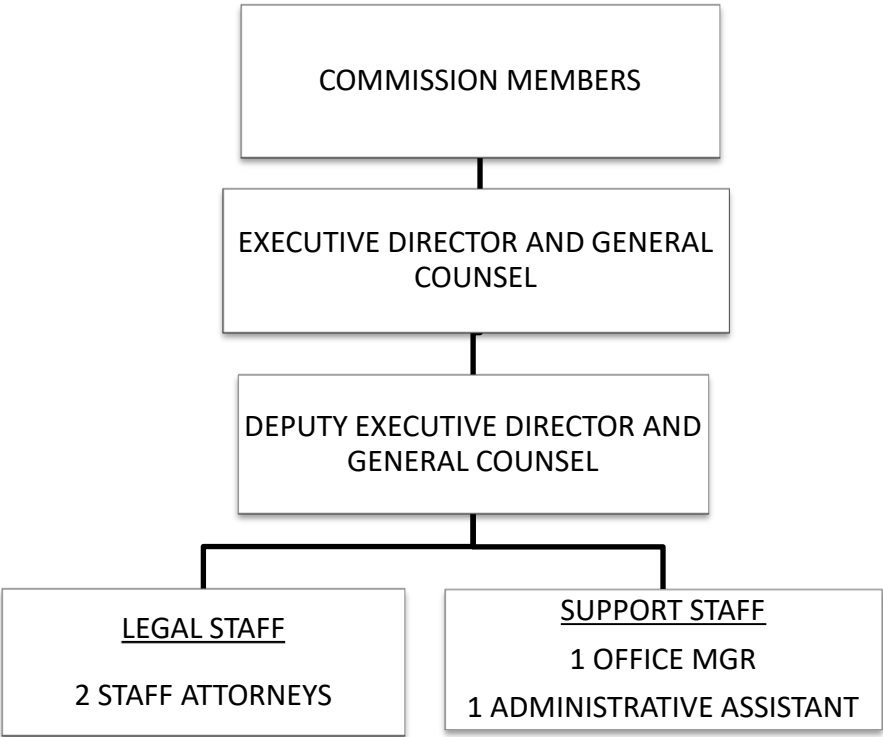 COMMISSION MEMBERS
EXECUTIVE DIRECTOR AND GENERAL
COUNSEL
DEPUTY EXECUTIVE DIRECTOR AND
GENERAL COUNSEL
LEGAL STAFF
2 STAFF ATTORNEYS
SUPPORT STAFF
1 OFFICE MGR
1 ADMINISTRATIVE ASSISTANT